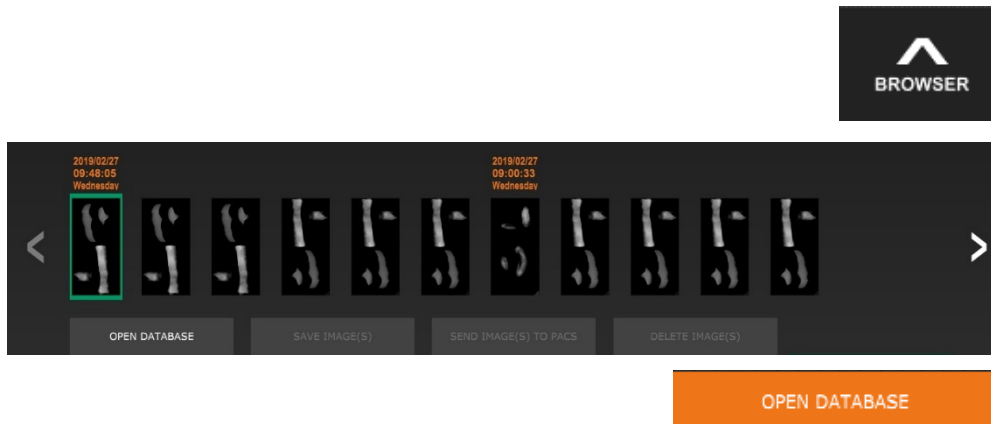 BROWSER
2019/02/27
09:48:05
Wednesday
2019/02/27
09:00:33
Wednesday
OPEN DATABASE
SAVE IMAGE(S)
SEND IMAGE(S) TO PACS
DELETE IMAGE(S)
OPEN DATABASE